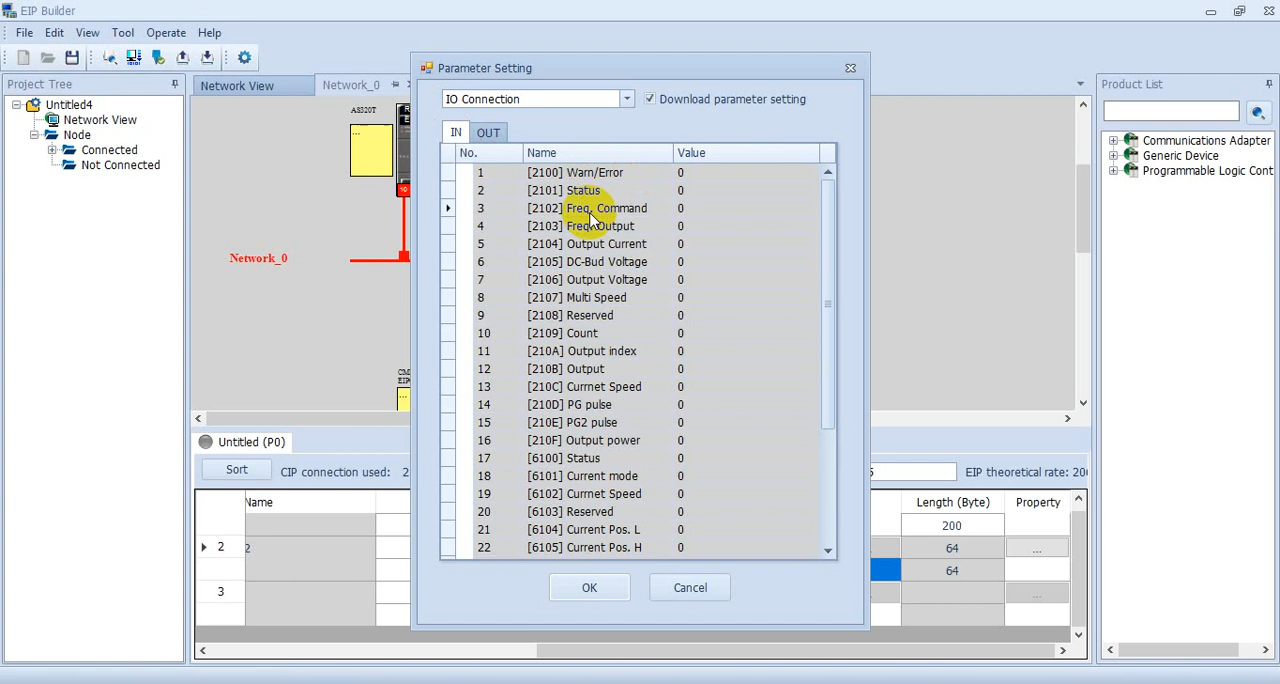 EIP Builder
File Edit View Tool Operate Help
Project Tree
Untitled4
Network View
Node
Connected
Not Connected
Network View
Network_0
AS320T
...
Network_0
...
Parameter Setting
IO Connection
Download parameter setting
IN OUT
No. Name Value
1 [2100] Warn/Error 0
2 [2101] Status 0
3 [2102] Freq. Command 0
4 [2103] Freq. Output 0
5 [2104] Output Current 0
6 [2105] DC-Bud Voltage 0
7 [2106] Output Voltage 0
8 [2107] Multi Speed 0
9 [2108] Reserved 0
10 [2109] Count 0
11 [210A] Output index 0
12 [210B] Output 0
13 [210C] Currnet Speed 0
14 [210D] PG pulse 0
15 [210E] PG2 pulse 0
16 [210F] Output power 0
17 [6100] Status 0
18 [6101] Current mode 0
19 [6102] Currnet Speed 0
20 [6103] Reserved 0
21 [6104] Current Pos. L 0
22 [6105] Current Pos. H 0
OK Cancel
Product List
Communications Adapter
Generic Device
Programmable Logic Cont
Untitled (P0)
Sort CIP connection used: 2 5 EIP theoretical rate: 20
Name Length (Byte) Property
200
2 2 64 ...
64
3 ...